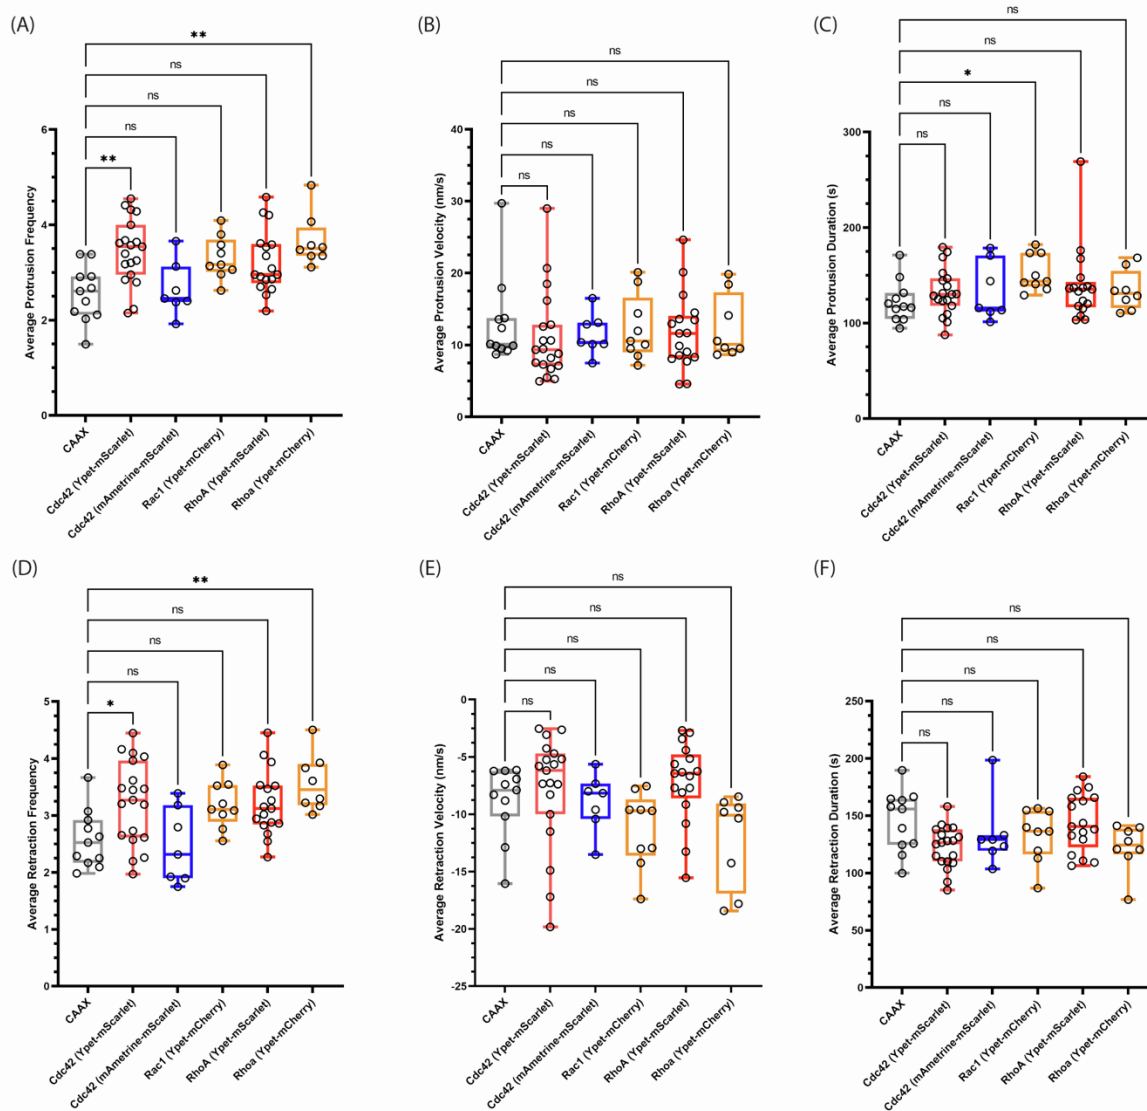 (A)
**
ns
ns
ns
**
Average Protrusion Frequency
6
4
2
0
CAAX
Cdc42 (Ypet-mScarlet)
Cdc42 (mAmetrine-mScarlet)
Rac1 (Ypet-mCherry)
RhoA (Ypet-mScarlet)
Rhoa (Ypet-mCherry)
(B)
ns
ns
ns
ns
ns
Average Protrusion Velocity (nm/s)
40
30
20
10
0
CAAX
Cdc42 (Ypet-mScarlet)
Cdc42 (mAmetrine-mScarlet)
Rac1 (Ypet-mCherry)
RhoA (Ypet-mScarlet)
Rhoa (Ypet-mCherry)
(C)
ns
ns
*
ns
ns
Average Protrusion Duration (s)
300
200
150
100
50
0
CAAX
Cdc42 (Ypet-mScarlet)
Cdc42 (mAmetrine-mScarlet)
Rac1 (Ypet-mCherry)
RhoA (Ypet-mScarlet)
Rhoa (Ypet-mCherry)
(D)
**
ns
ns
ns
*
Average Retraction Frequency
5
4
3
2
1
0
CAAX
Cdc42 (Ypet-mScarlet)
Cdc42 (mAmetrine-mScarlet)
Rac1 (Ypet-mCherry)
RhoA (Ypet-mScarlet)
Rhoa (Ypet-mCherry)
(E)
ns
ns
ns
ns
ns
Average Retraction Velocity (nm/s)
0
-5
-10
-15
-20
-25
CAAX
Cdc42 (Ypet-mScarlet)
Cdc42 (mAmetrine-mScarlet)
Rac1 (Ypet-mCherry)
RhoA (Ypet-mScarlet)
Rhoa (Ypet-mCherry)
(F)
ns
ns
ns
ns
ns
Average Retraction Duration (s)
250
200
150
100
50
0
CAAX
Cdc42 (Ypet-mScarlet)
Cdc42 (mAmetrine-mScarlet)
Rac1 (Ypet-mCherry)
RhoA (Ypet-mScarlet)
Rhoa (Ypet-mCherry)